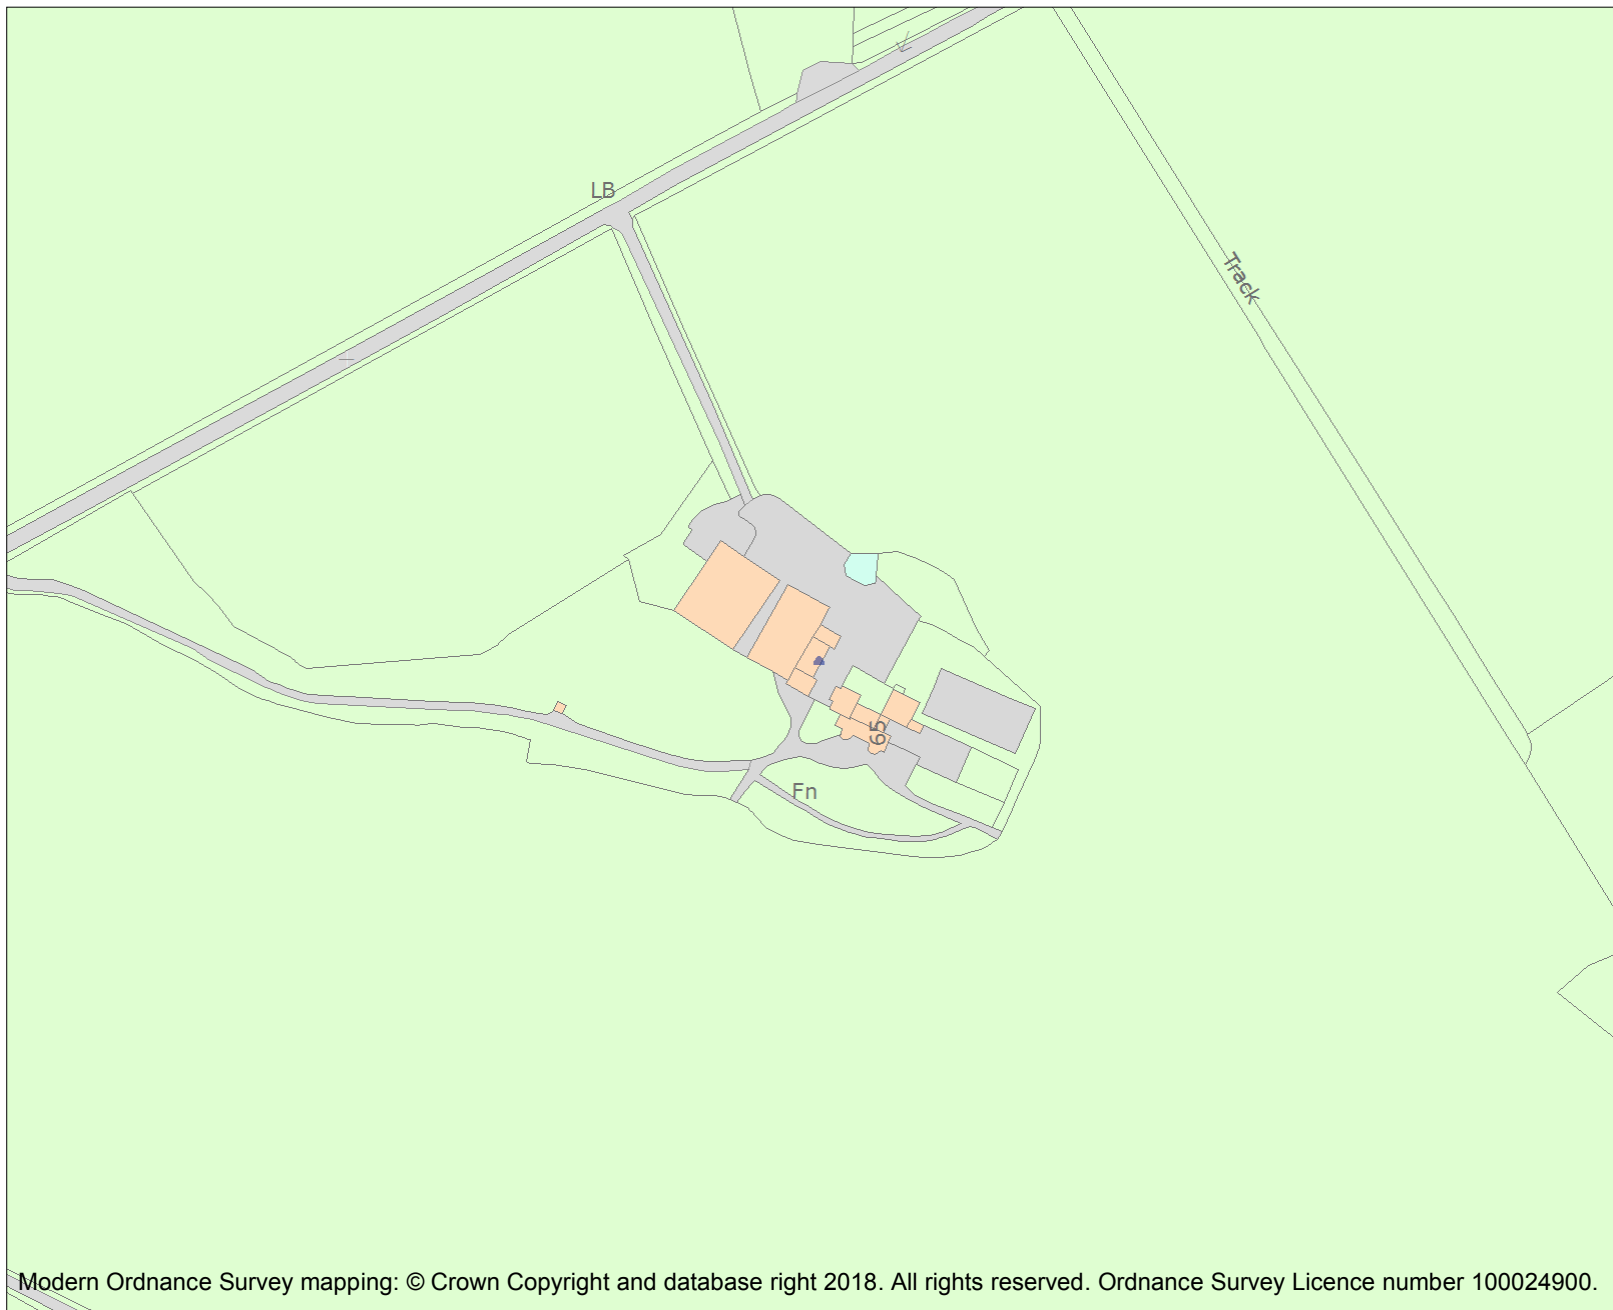 LB
Track
65
Fn
Modern Ordnance Survey mapping: © Crown Copyright and database right 2018. All rights reserved. Ordnance Survey Licence number 100024900.